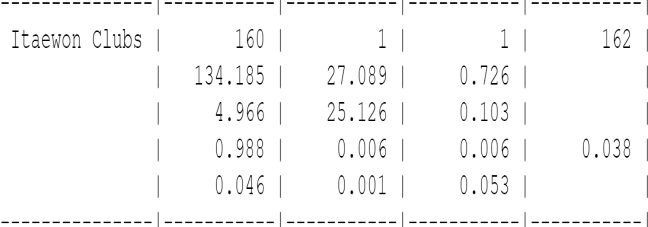 ---------------|-----------|-----------|-----------|-----------|
Itaewon Clubs | 160 | 1 | 1 | 162 |
| 134.185 | 27.089 | 0.726 | |
| 4.966 | 25.126 | 0.103 | |
| 0.988 | 0.006 | 0.006 | 0.038 |
| 0.046 | 0.001 | 0.053 | |
---------------|-----------|-----------|-----------|-----------|